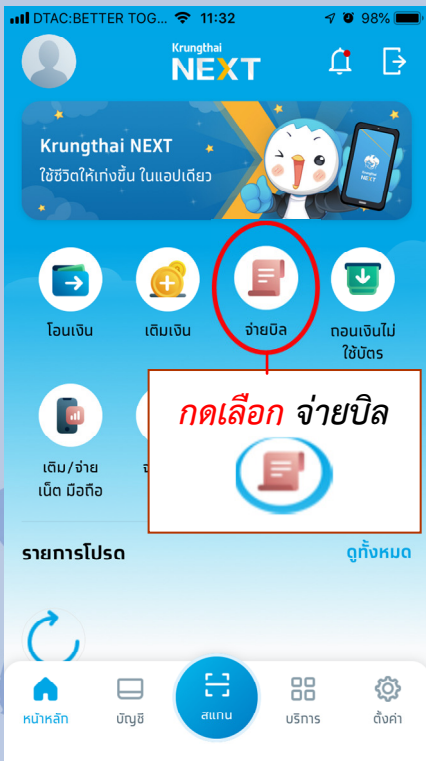 DTAC:BETTER TOG... 11:32 98%
Krungthai
NEXT
Krungthai NEXT
ใช้ชีวิตให้เก่งขึ้น ในแอปเดียว
Krungthai
NEXT
โอนเงิน เติมเงิน จ่ายบิล ถอนเงินไม่
ใช้บัตร
กดเลือก จ่ายบิล
เติม/จ่าย
เน็ต มือถือ
รายการโปรด ดูทั้งหมด
หน้าหลัก บัญชี สแกน บริการ ตั้งค่า